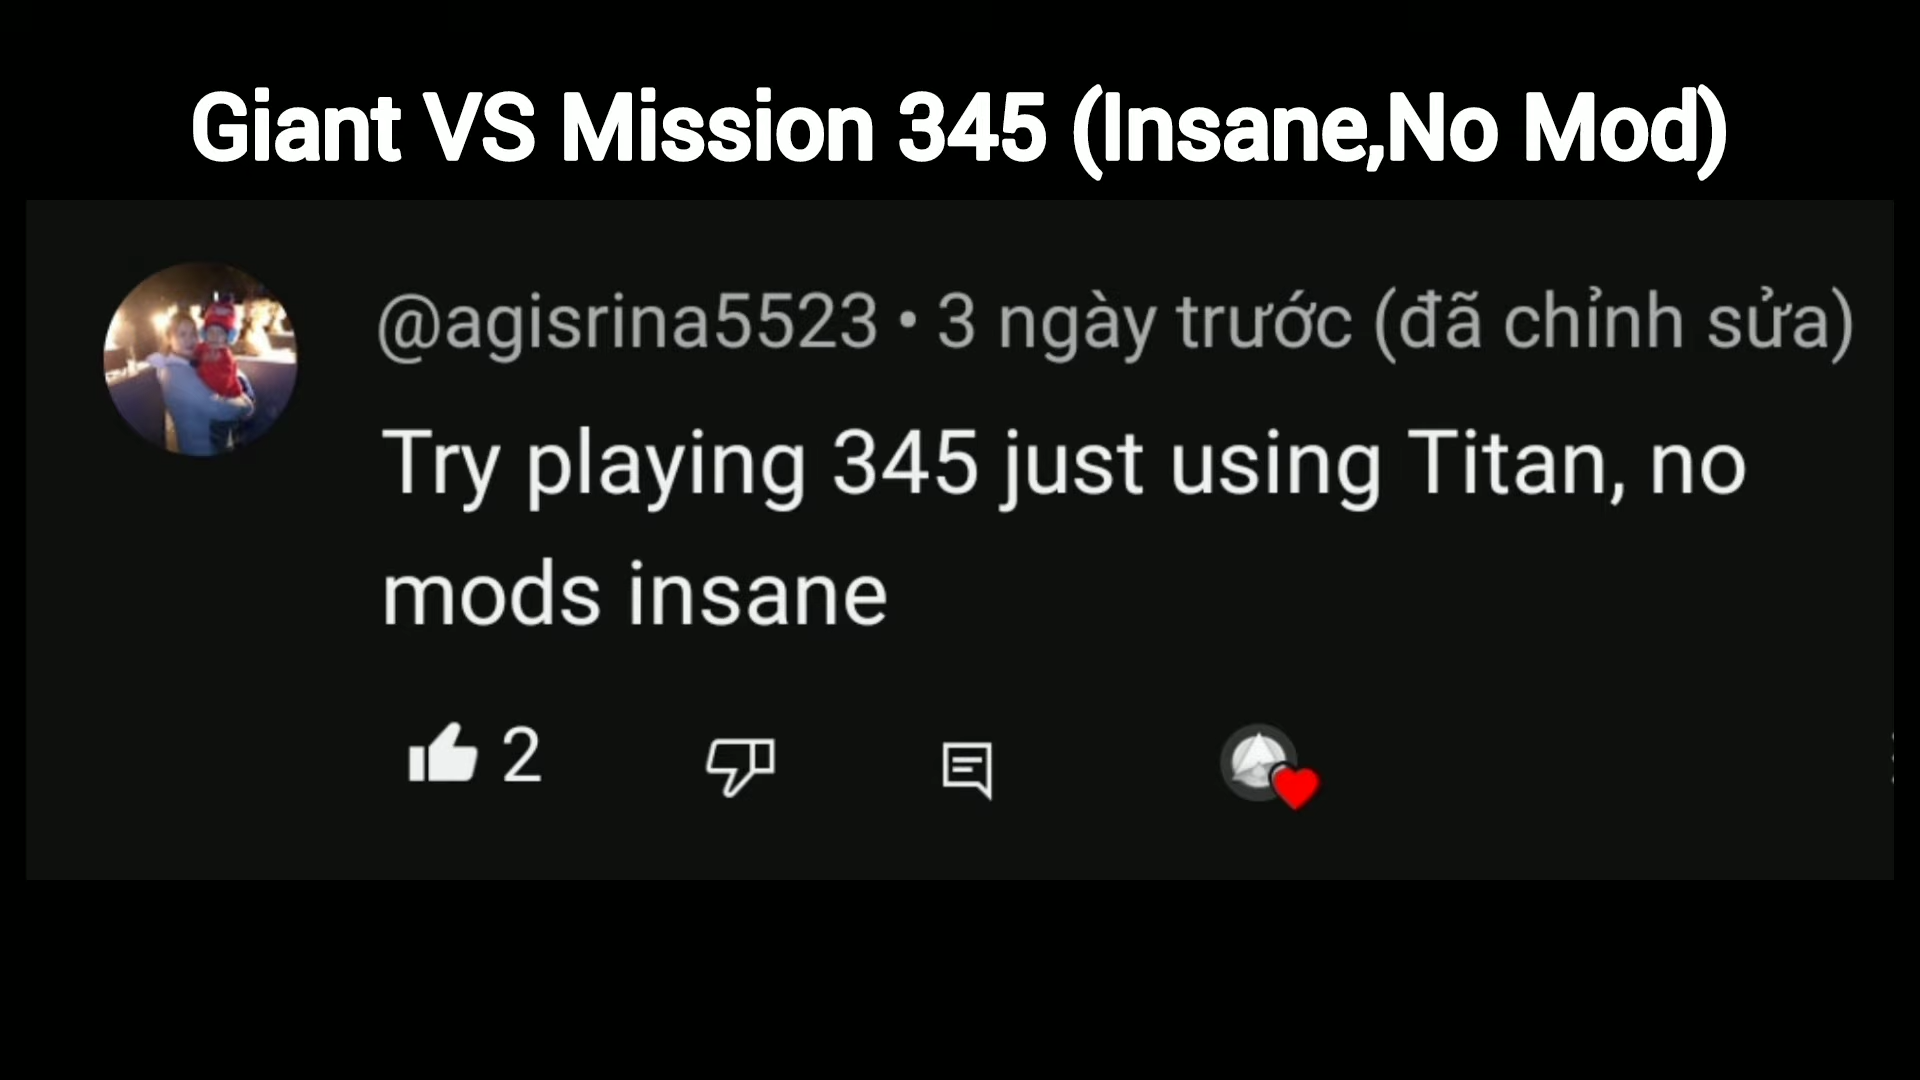 Giant VS Mission 345 (Insane,No Mod)
@agisrina5523 • 3 ngày trước (đã chỉnh sửa)
Try playing 345 just using Titan, no
mods insane
2